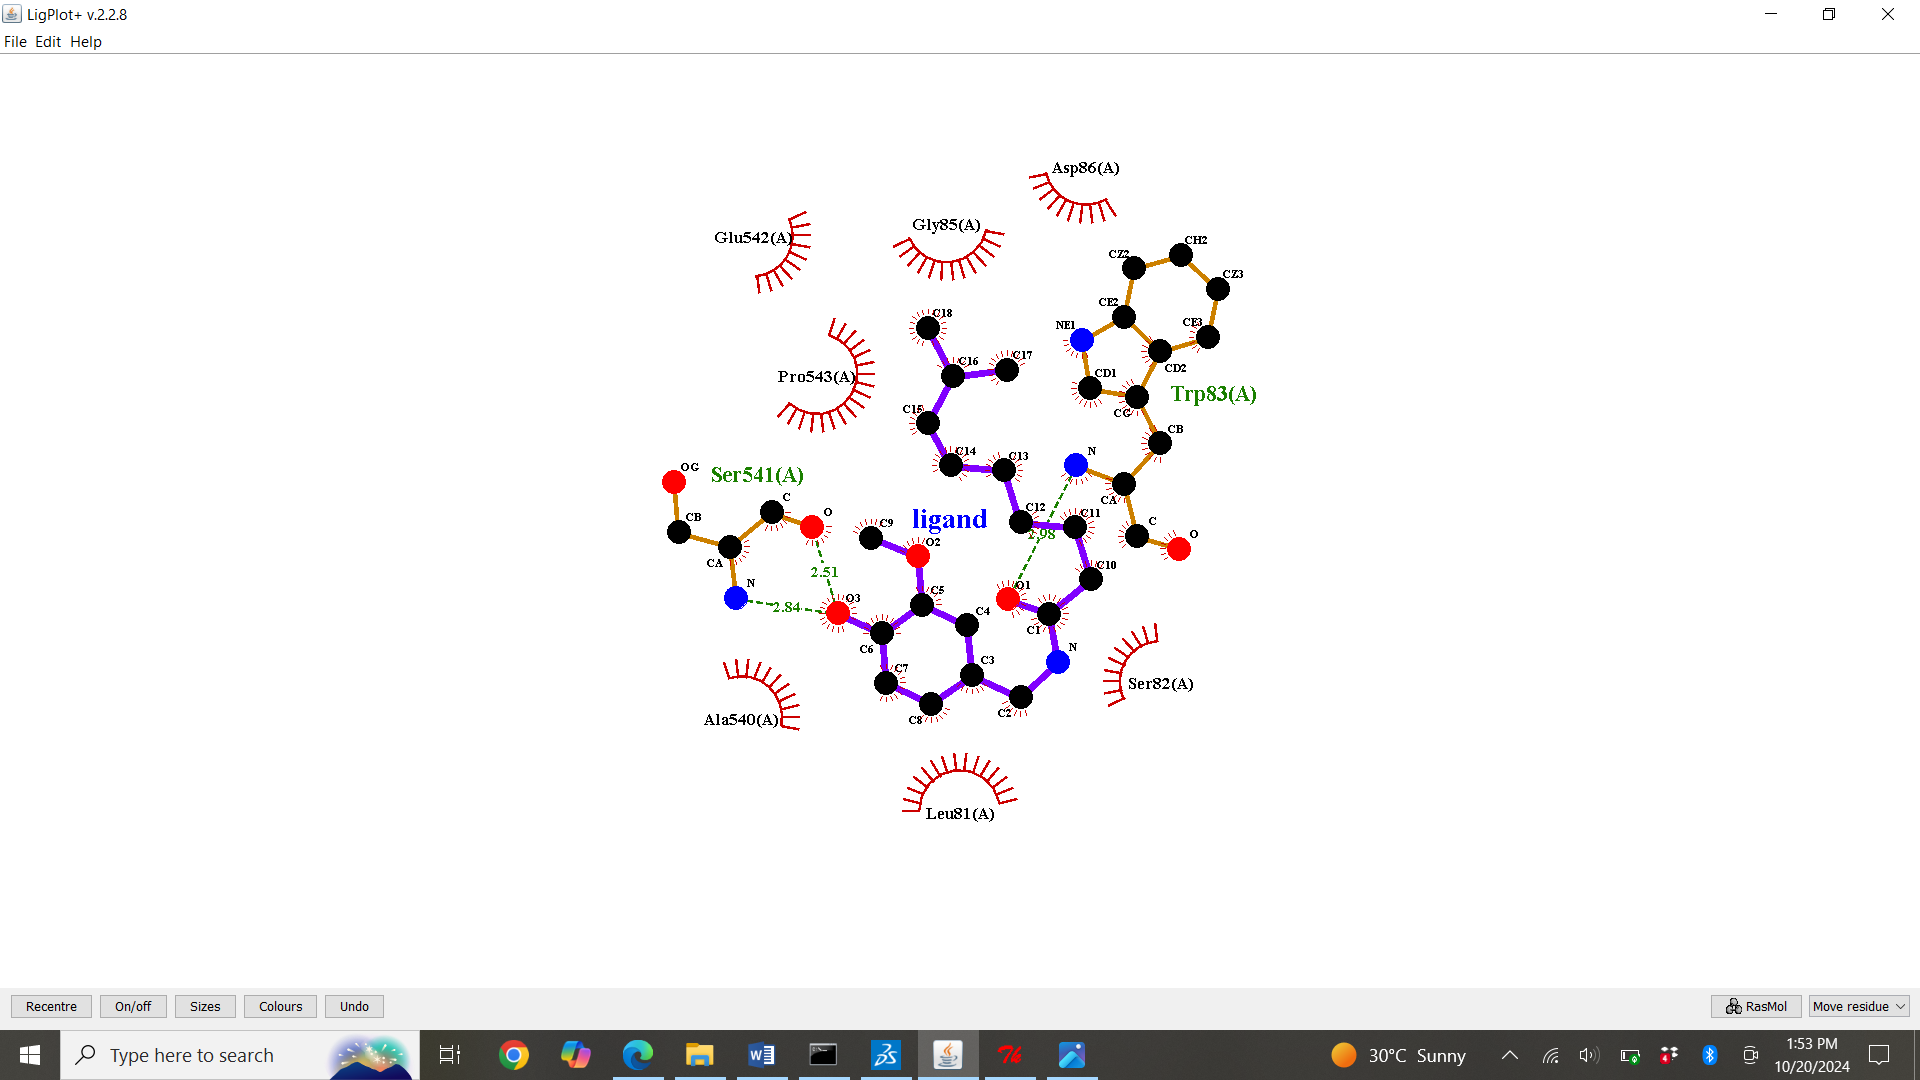 LigPlot+ v.2.2.8
File Edit Help
Asp86(A)
Glu542(A)
Gly85(A)
CH2
CZ2
CZ3
CE2
C18
NE1
CE3
C16
C17
CD1
CD2
Pro543(A)
Trp83(A)
C15
CG
CB
C14
C13
N
OG
Ser541(A)
C
CA
C12
C11
O
CB
C9
ligand
C
O
2.98
O2
CA
2.51
C10
N
O3
C5
O1
2.84
C4
C1
C6
C3
N
C7
Ser82(A)
C2
C8
Ala540(A)
Leu81(A)
Recentre On/off Sizes Colours Undo RasMol Move residue
Type here to search
30°C Sunny
4
1:53 PM
10/20/2024